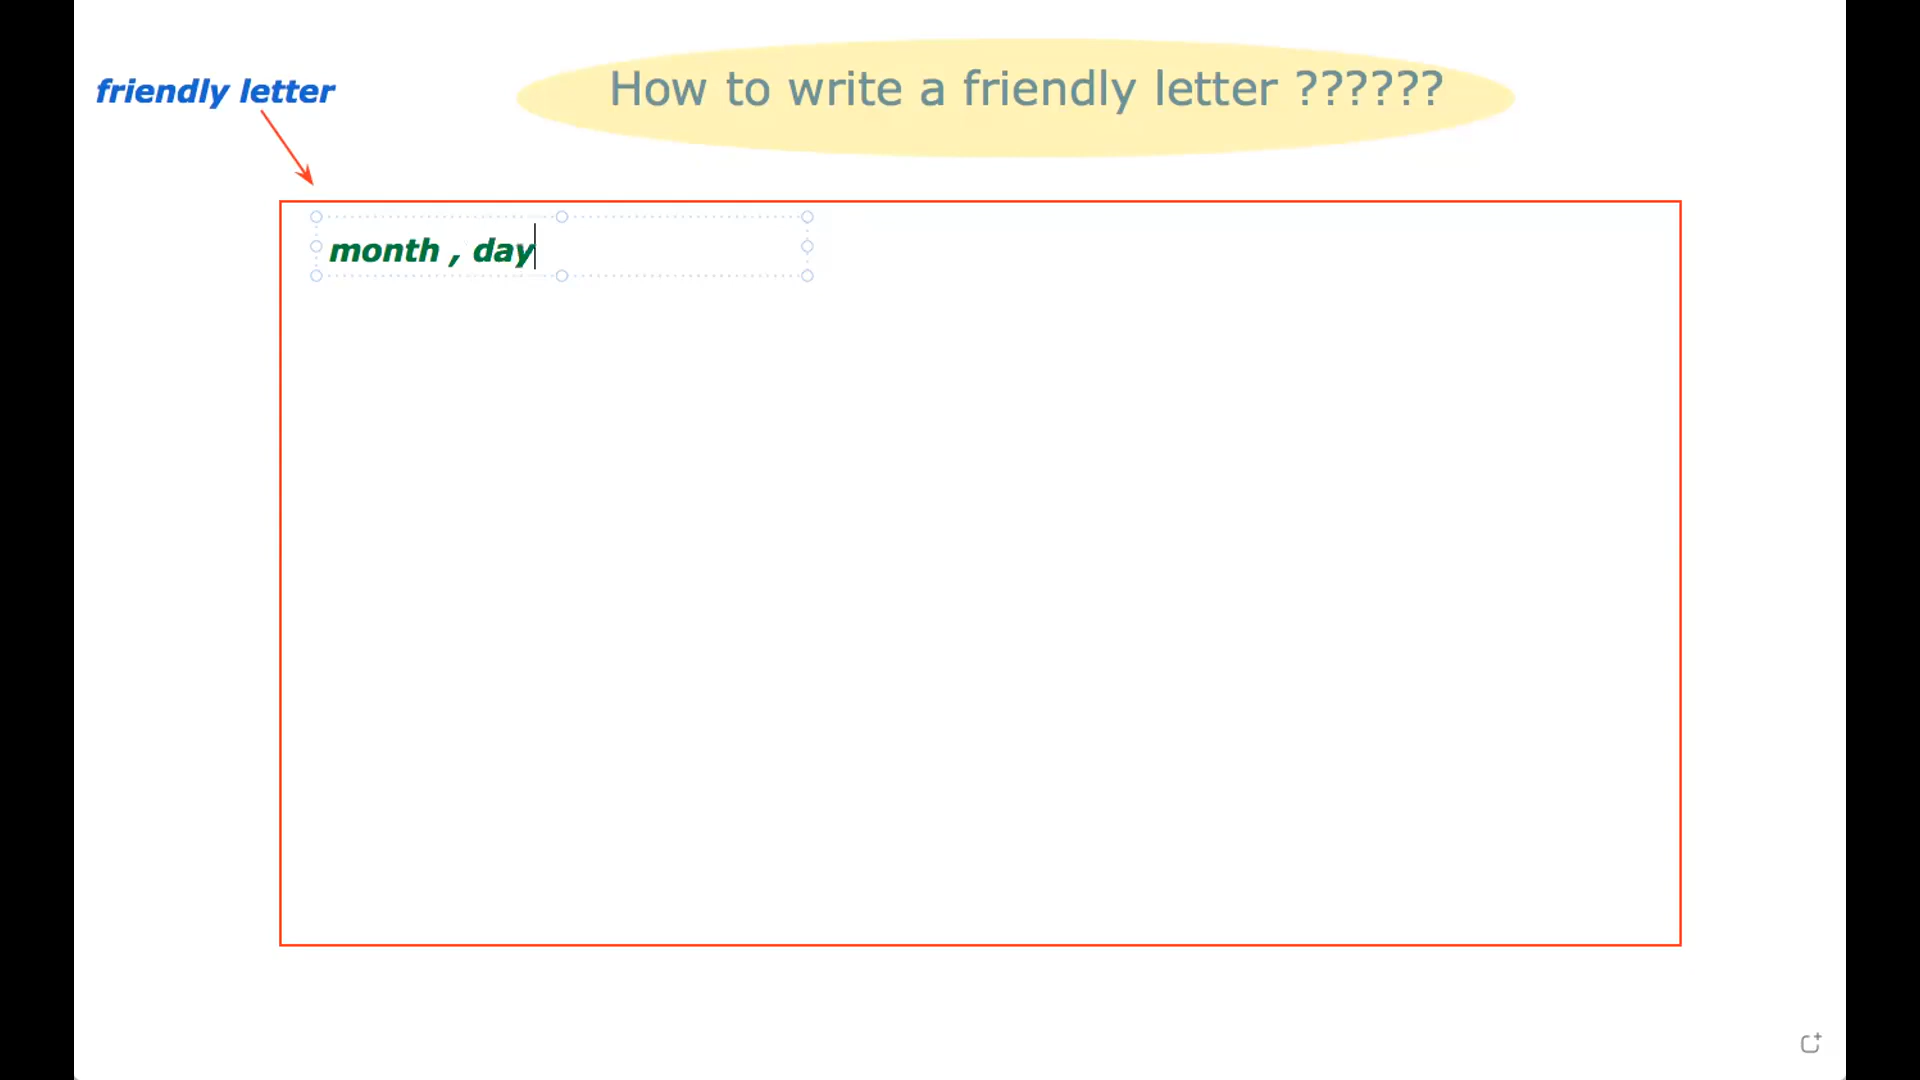 How to write a friendly letter ??????
friendly letter
month , day